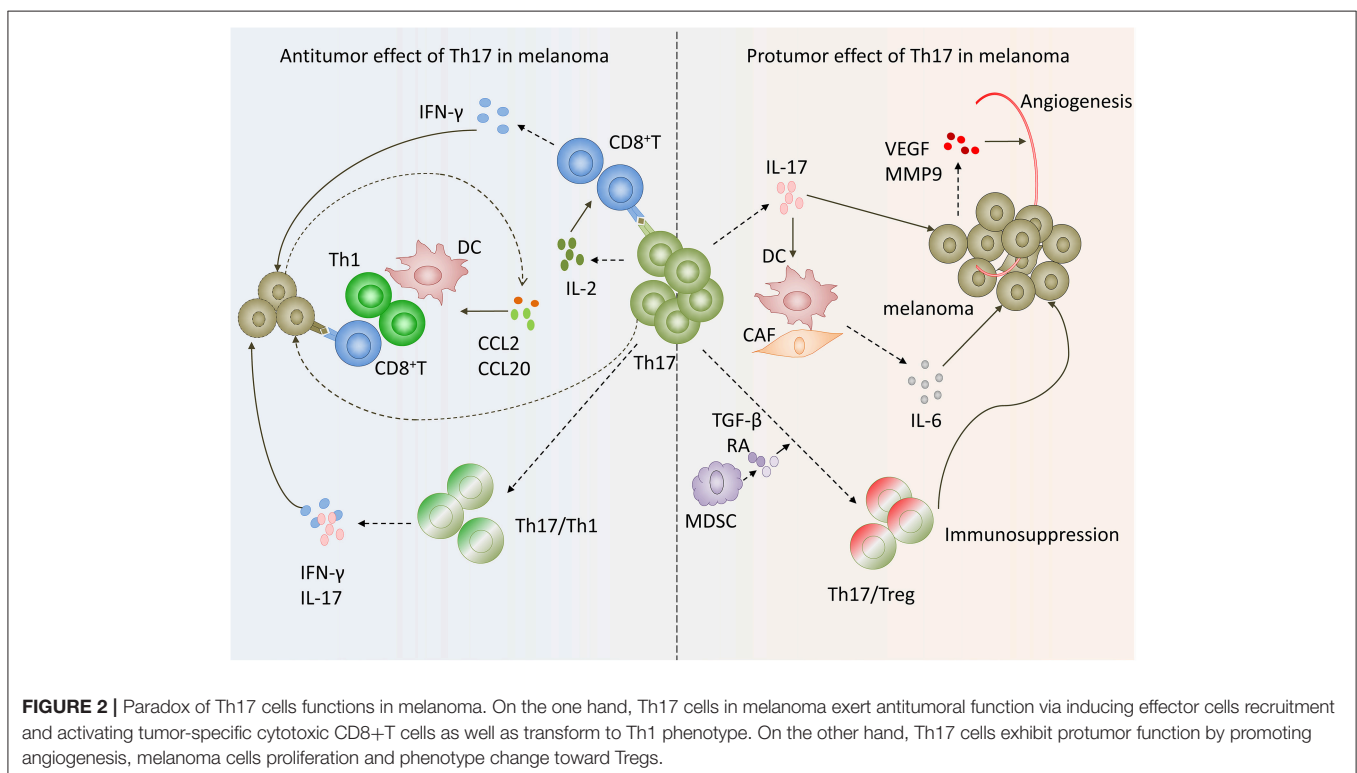 Antitumor effect of Th17 in melanoma
Protumor effect of Th17 in melanoma
IFN-γ
CD8⁺T
Th1
DC
IL-2
CCL2
CCL20
CD8⁺T
Th17
Th17/Th1
IFN-γ
IL-17
Angiogenesis
VEGF
MMP9
IL-17
DC
melanoma
CAF
IL-6
TGF-β
RA
MDSC
Immunosuppression
Th17/Treg
FIGURE 2 | Paradox of Th17 cells functions in melanoma. On the one hand, Th17 cells in melanoma exert antitumoral function via inducing effector cells recruitment
and activating tumor-specific cytotoxic CD8+T cells as well as transform to Th1 phenotype. On the other hand, Th17 cells exhibit protumor function by promoting
angiogenesis, melanoma cells proliferation and phenotype change toward Tregs.